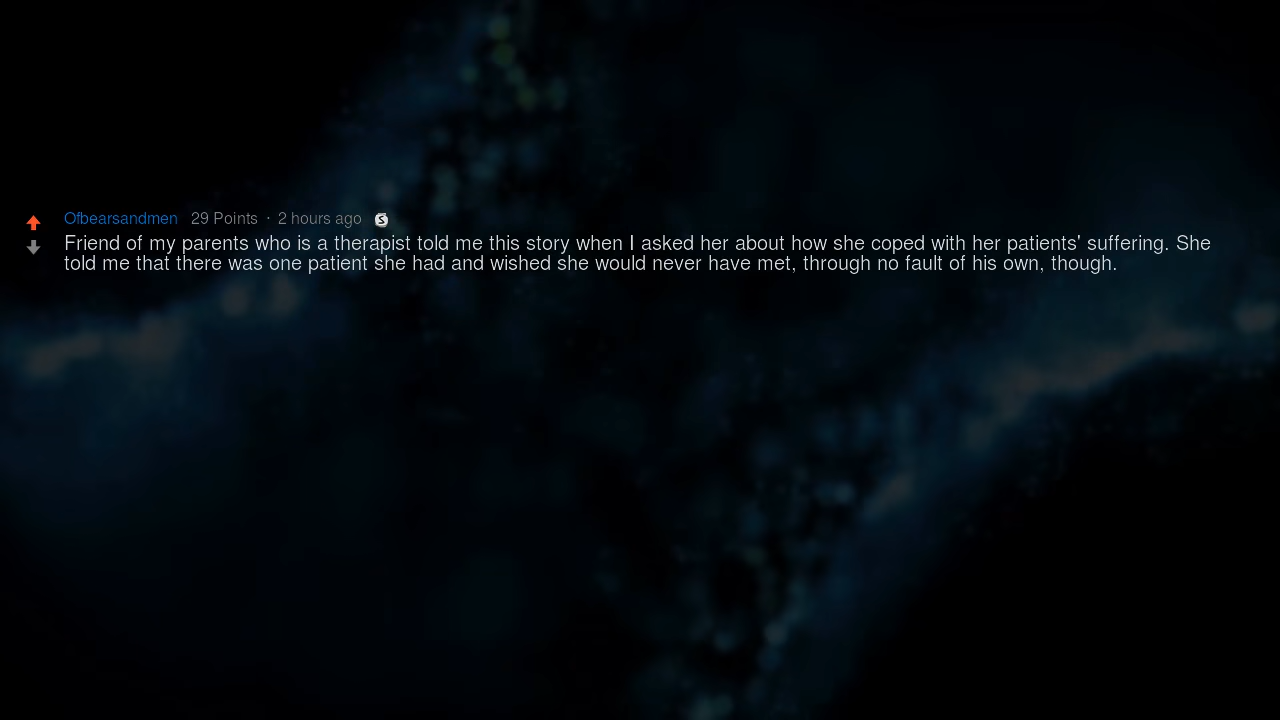 Ofbearsandmen 29 Points · 2 hours ago S
Friend of my parents who is a therapist told me this story when I asked her about how she coped with her patients' suffering. She
told me that there was one patient she had and wished she would never have met, through no fault of his own, though.